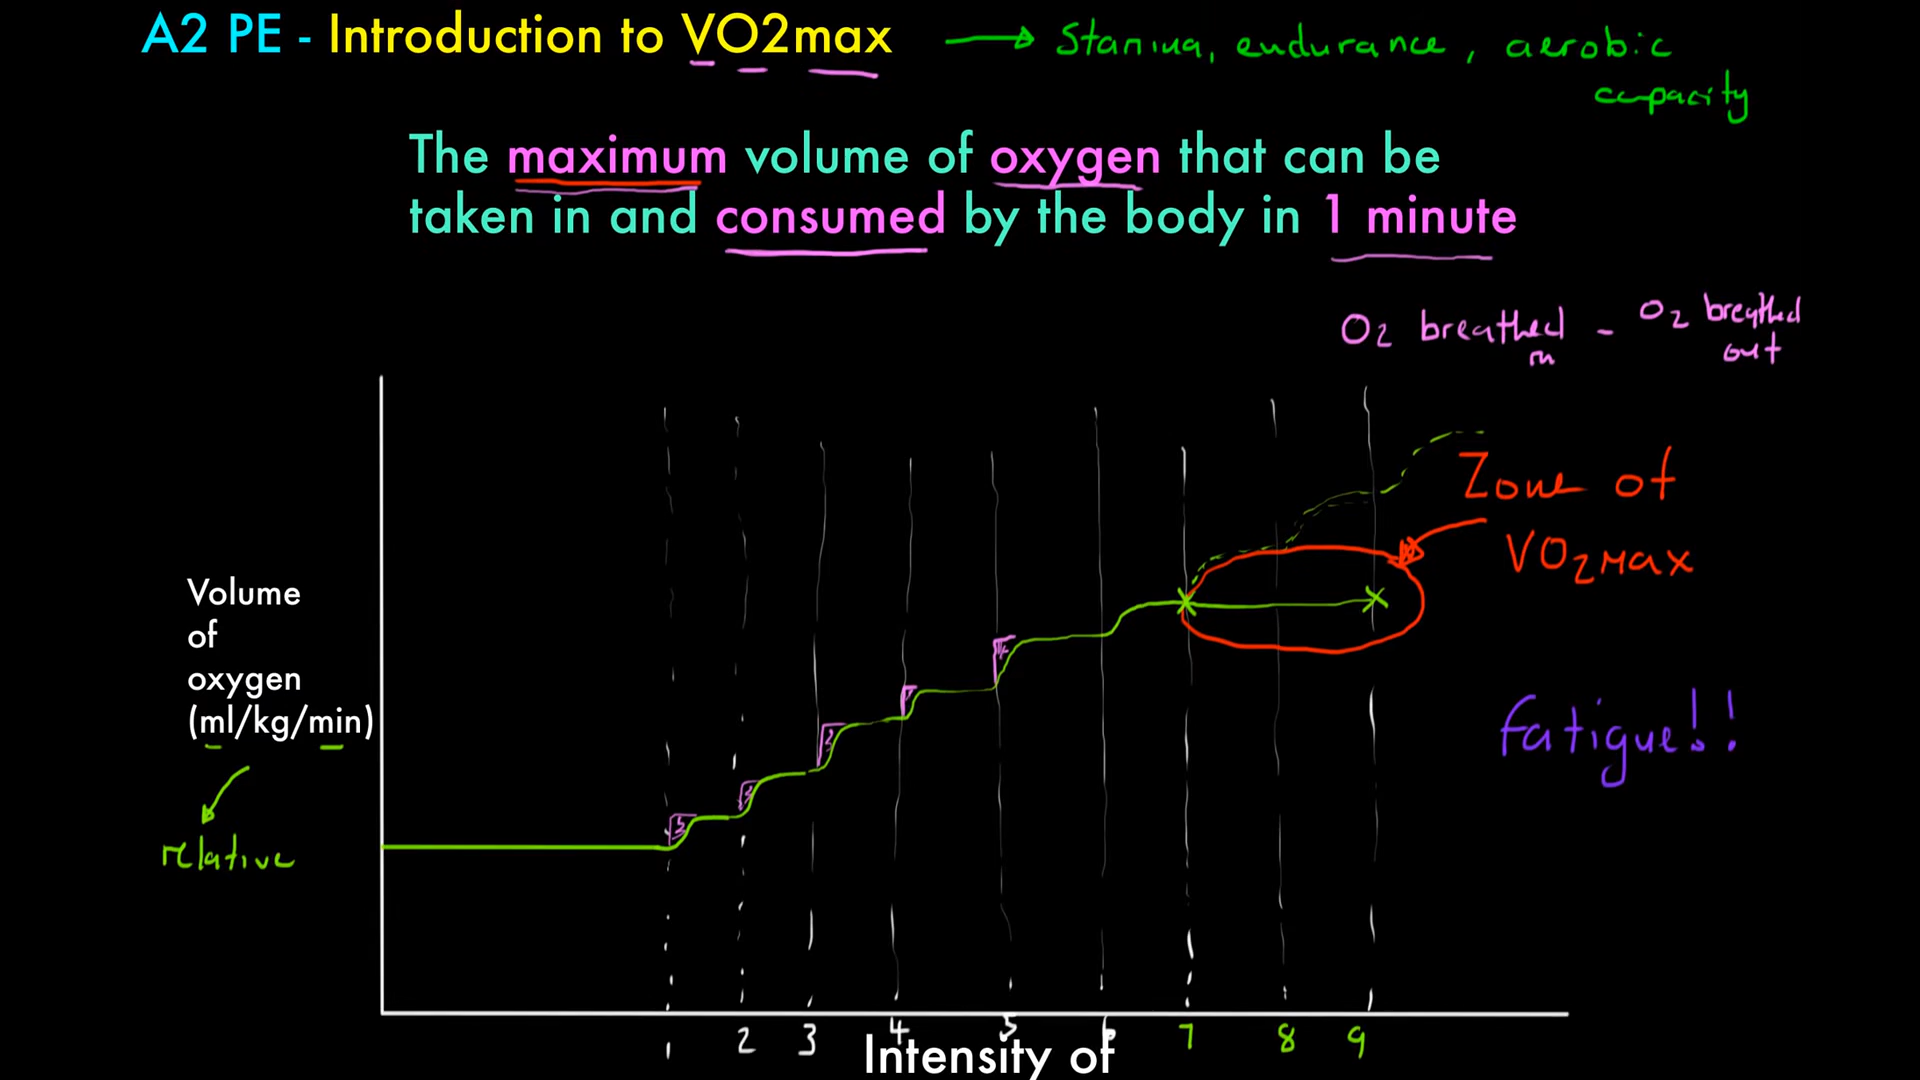 A2 PE - Introduction to VO2max → Stamina, endurance, aerobic
capacity
The maximum volume of oxygen that can be
taken in and consumed by the body in 1 minute
O2 breathed in - O2 breathed out
Zone of
VO2MAX
Volume
of
oxygen
(ml/kg/min)
relative
fatigue!!
1 2 3 4 5 6 7 8 9
Intensity of